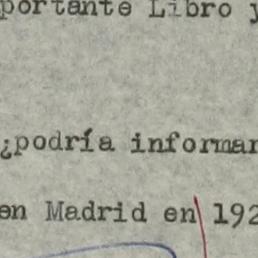 portante Libro y
¿podría informar
en Madrid en 192